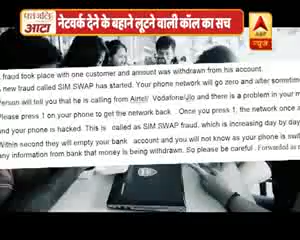 नेटवर्क देने के बहाने लूटने वाली कॉल का सच
abp
न्यूज़
fraud took place with one customer and amount was withdrawn from his account.
new fraud called SIM SWAP has started. Your phone network will go zero and after sometime
person will tell you that he is calling from Airtel/ Vodafone/Jio and there is a problem in your m
Please press 1 on your phone to get the network back. . Once you press 1, the network once a
and your phone is hacked. This is called as SIM SWAP fraud, which is increasing day by day
Within second they will empty your bank account and you will not know as your phone is swit
any information from bank that money is being withdrawn. So please be careful . Forwarded as r